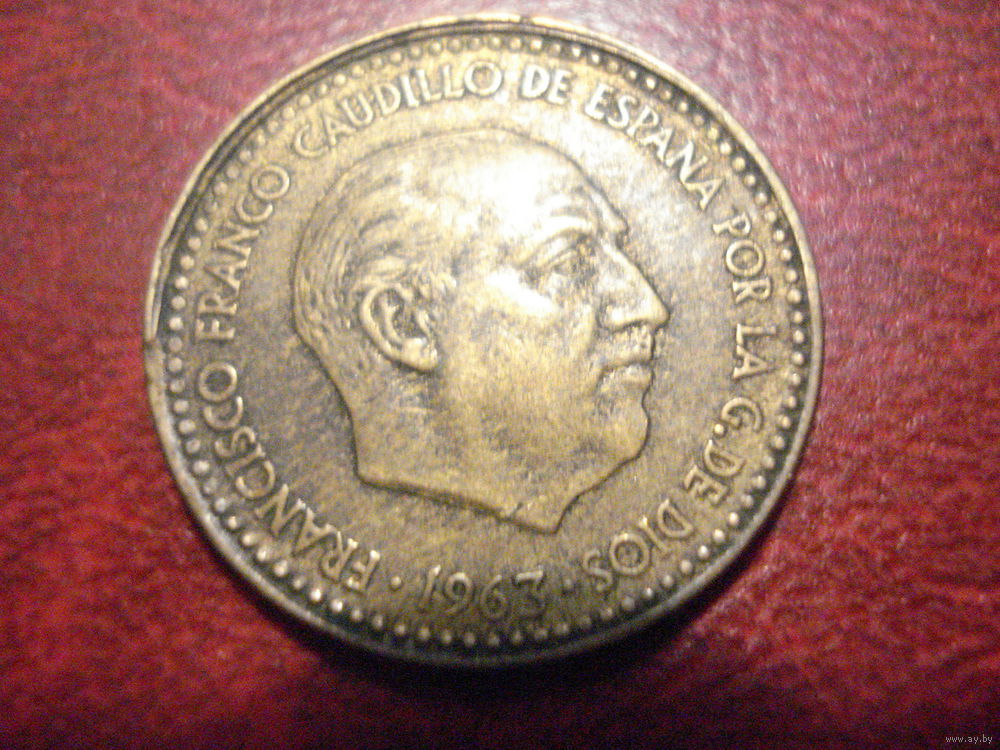 FRANCISCO FRANCO CAUDILLO DE ESPAÑA POR LA G. DE DIOS
· 1963 ·
www.ay.by